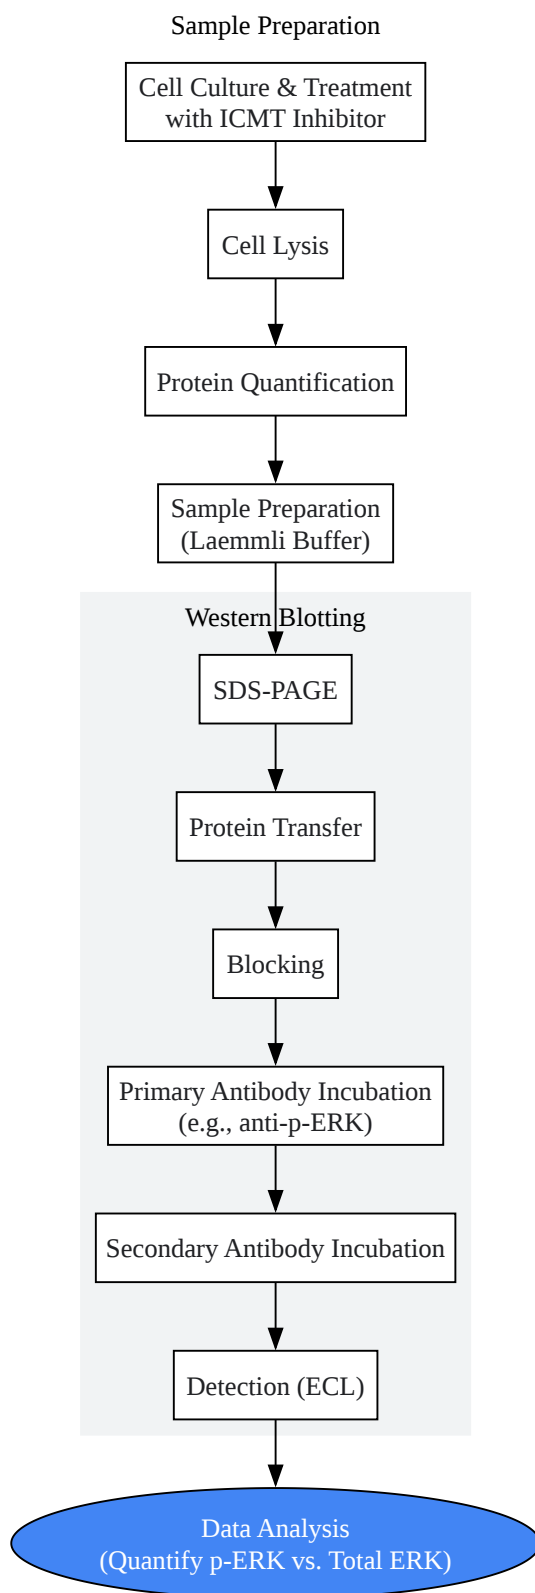 Sample Preparation
Cell Culture & Treatment
with ICMT Inhibitor
Cell Lysis
Protein Quantification
Sample Preparation
(Laemmli Buffer)
Western Blotting
SDS-PAGE
Protein Transfer
Blocking
Primary Antibody Incubation
(e.g., anti-p-ERK)
Secondary Antibody Incubation
Detection (ECL)
Data Analysis
(Quantify p-ERK vs. Total ERK)